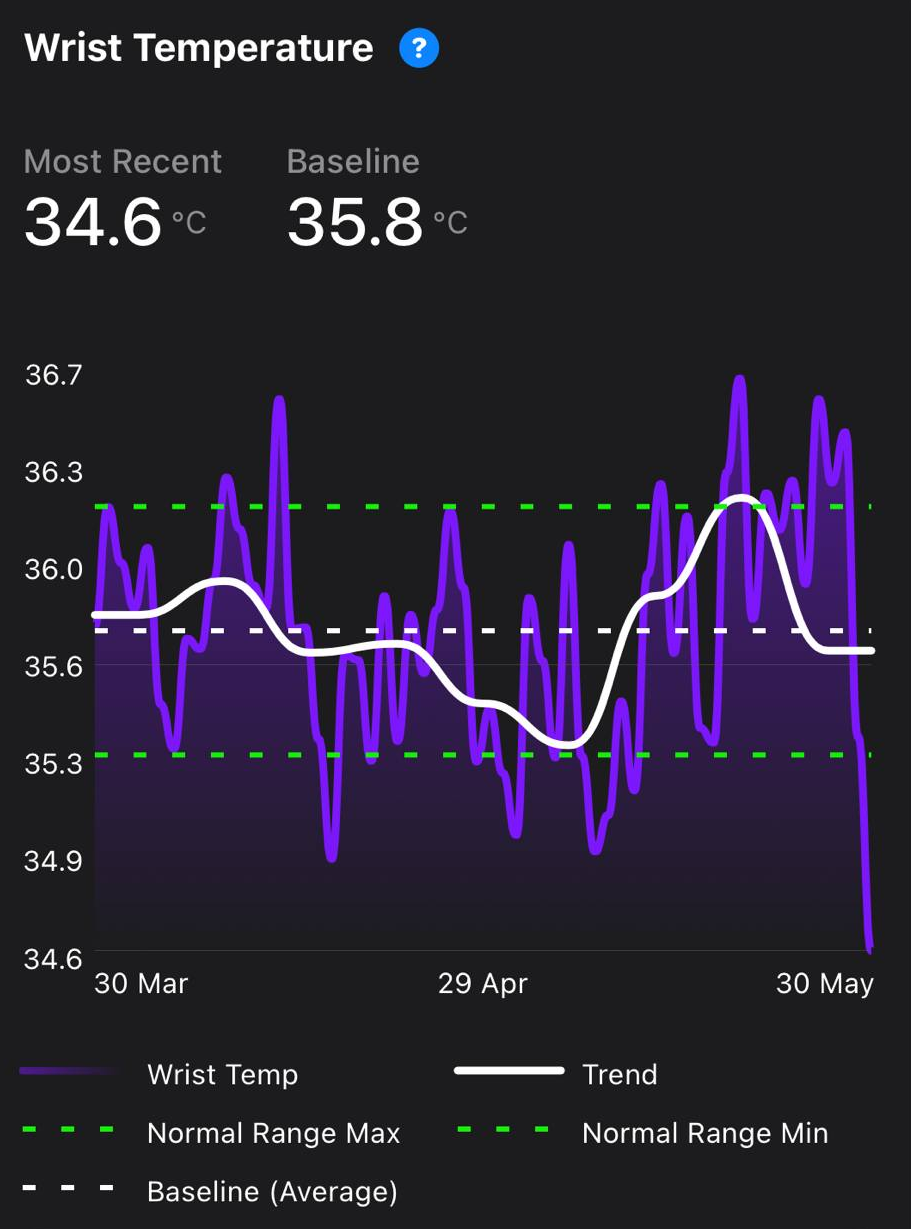 Wrist Temperature ?
Most Recent Baseline
34.6 °C 35.8 °C
36.7
36.3
36.0
35.6
35.3
34.9
34.6
30 Mar 29 Apr 30 May
Wrist Temp Trend
Normal Range Max Normal Range Min
Baseline (Average)